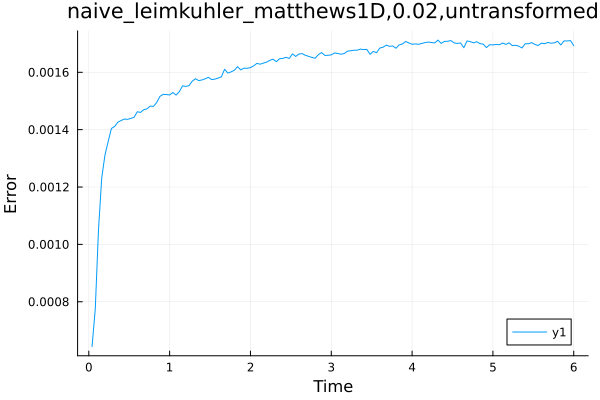 naive_leimkuhler_matthews1D,0.02,untransformed
Error
0.0016
0.0014
0.0012
0.0010
0.0008
y1
0 1 2 3 4 5 6
Time